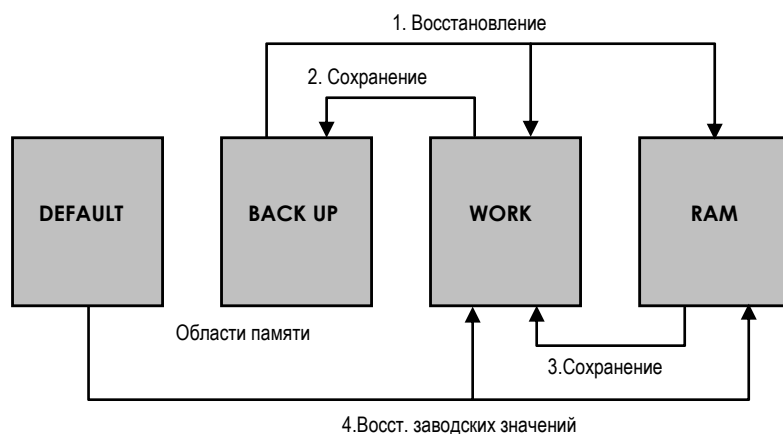 1. Восстановление
2. Сохранение
DEFAULT
BACK UP
WORK
RAM
Области памяти
3.Сохранение
4.Восст. заводских значений